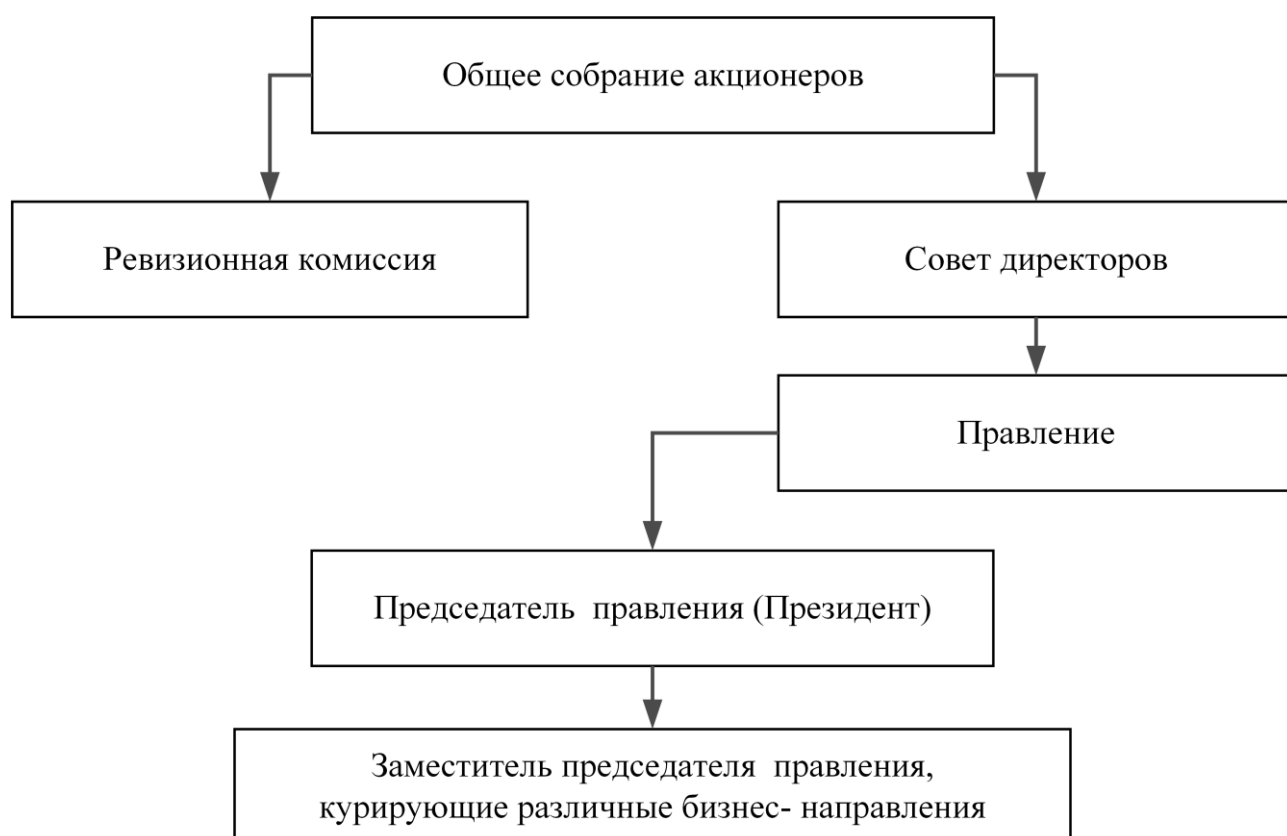 Общее собрание акционеров
Ревизионная комиссия
Совет директоров
Правление
Председатель  правления (Президент)
Заместитель председателя  правления,
курирующие различные бизнес- направления